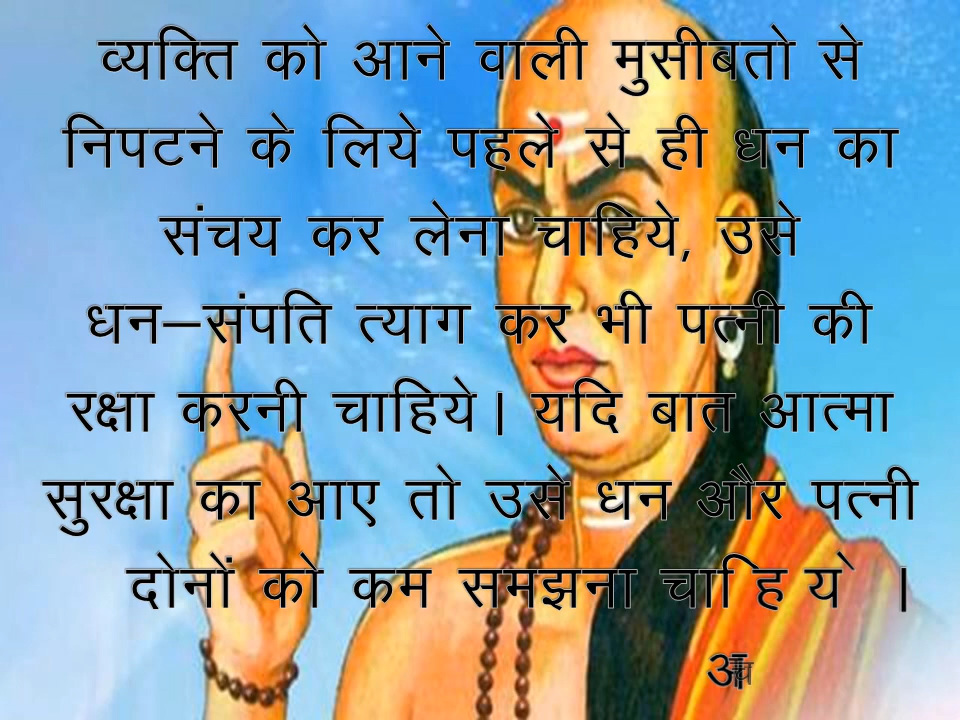 व्यक्ति को आने वाली मुसीबतो से
निपटने के लिये पहले से ही धन का
संचय कर लेना चाहिये, उसे
धन–संपति त्याग कर भी पत्नी की
रक्षा करनी चाहिये। यदि बात आत्मा
सुरक्षा का आए तो उसे धन और पत्नी
दोनों को कम समझना चाहिये ।